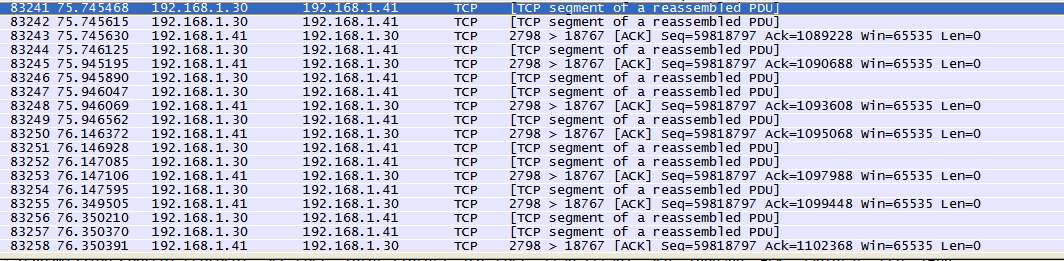 83241 75.745468 192.168.1.30 192.168.1.41 TCP [TCP segment of a reassembled PDU]
83242 75.745615 192.168.1.30 192.168.1.41 TCP [TCP segment of a reassembled PDU]
83243 75.745630 192.168.1.41 192.168.1.30 TCP 2798 > 18767 [ACK] Seq=59818797 Ack=1089228 Win=65535 Len=0
83244 75.746125 192.168.1.30 192.168.1.41 TCP [TCP segment of a reassembled PDU]
83245 75.945195 192.168.1.41 192.168.1.30 TCP 2798 > 18767 [ACK] Seq=59818797 Ack=1090688 Win=65535 Len=0
83246 75.945890 192.168.1.30 192.168.1.41 TCP [TCP segment of a reassembled PDU]
83247 75.946047 192.168.1.30 192.168.1.41 TCP [TCP segment of a reassembled PDU]
83248 75.946069 192.168.1.41 192.168.1.30 TCP 2798 > 18767 [ACK] Seq=59818797 Ack=1093608 Win=65535 Len=0
83249 75.946562 192.168.1.30 192.168.1.41 TCP [TCP segment of a reassembled PDU]
83250 76.146372 192.168.1.41 192.168.1.30 TCP 2798 > 18767 [ACK] Seq=59818797 Ack=1095068 Win=65535 Len=0
83251 76.146928 192.168.1.30 192.168.1.41 TCP [TCP segment of a reassembled PDU]
83252 76.147085 192.168.1.30 192.168.1.41 TCP [TCP segment of a reassembled PDU]
83253 76.147106 192.168.1.41 192.168.1.30 TCP 2798 > 18767 [ACK] Seq=59818797 Ack=1097988 Win=65535 Len=0
83254 76.147595 192.168.1.30 192.168.1.41 TCP [TCP segment of a reassembled PDU]
83255 76.349505 192.168.1.41 192.168.1.30 TCP 2798 > 18767 [ACK] Seq=59818797 Ack=1099448 Win=65535 Len=0
83256 76.350210 192.168.1.30 192.168.1.41 TCP [TCP segment of a reassembled PDU]
83257 76.350370 192.168.1.30 192.168.1.41 TCP [TCP segment of a reassembled PDU]
83258 76.350391 192.168.1.41 192.168.1.30 TCP 2798 > 18767 [ACK] Seq=59818797 Ack=1102368 Win=65535 Len=0